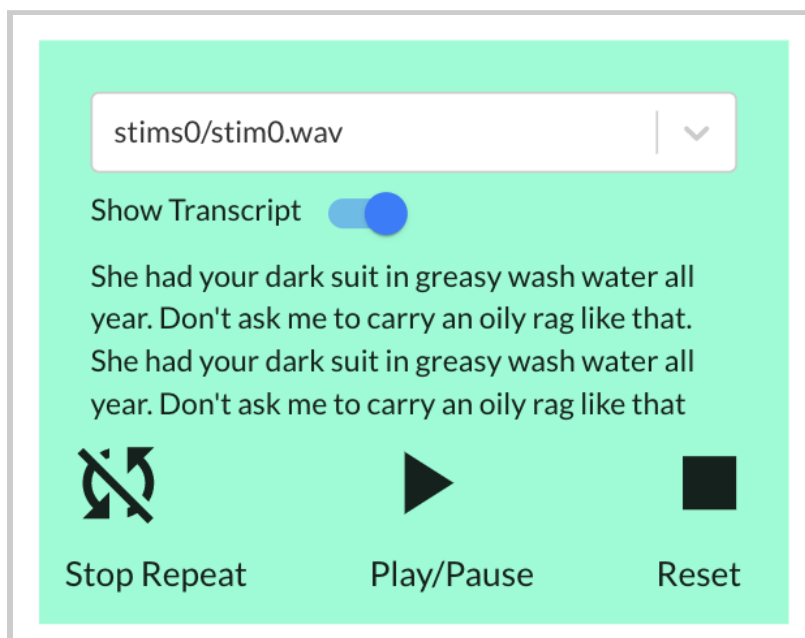 stims0/stim0.wav
Show Transcript
She had your dark suit in greasy wash water all
year. Don't ask me to carry an oily rag like that.
She had your dark suit in greasy wash water all
year. Don't ask me to carry an oily rag like that
Stop Repeat Play/Pause Reset